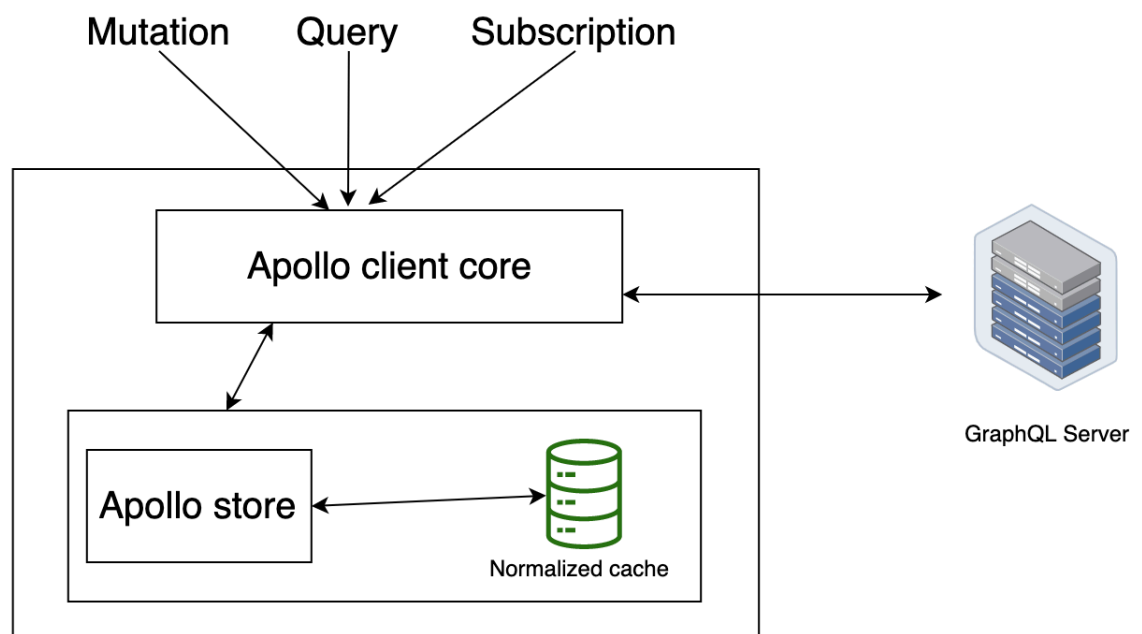 Mutation
Query
Subscription
Apollo client core
GraphQL Server
Apollo store
Normalized cache